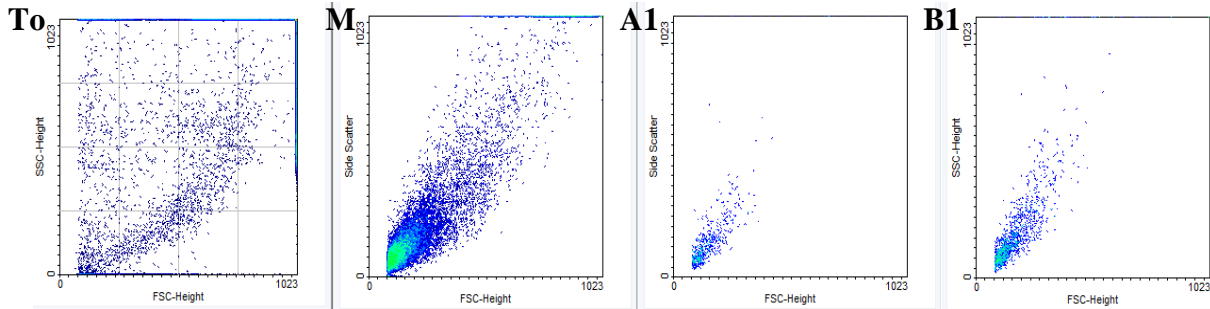 To
1023
SSC-Height
0
0
1023
FSC-Height
M
1023
Side Scatter
0
0
1023
FSC-Height
A1
1023
Side Scatter
0
0
1023
FSC-Height
B1
1023
SSC-Height
0
0
1023
FSC-Height